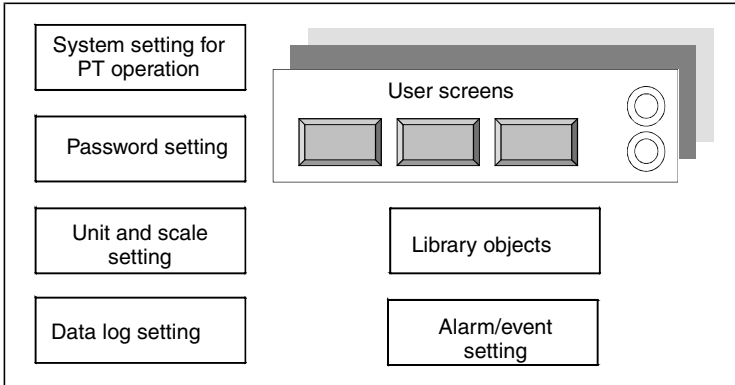 System setting for
PT operation
User screens
Password setting
Unit and scale
setting
Library objects
Data log setting
Alarm/event
setting